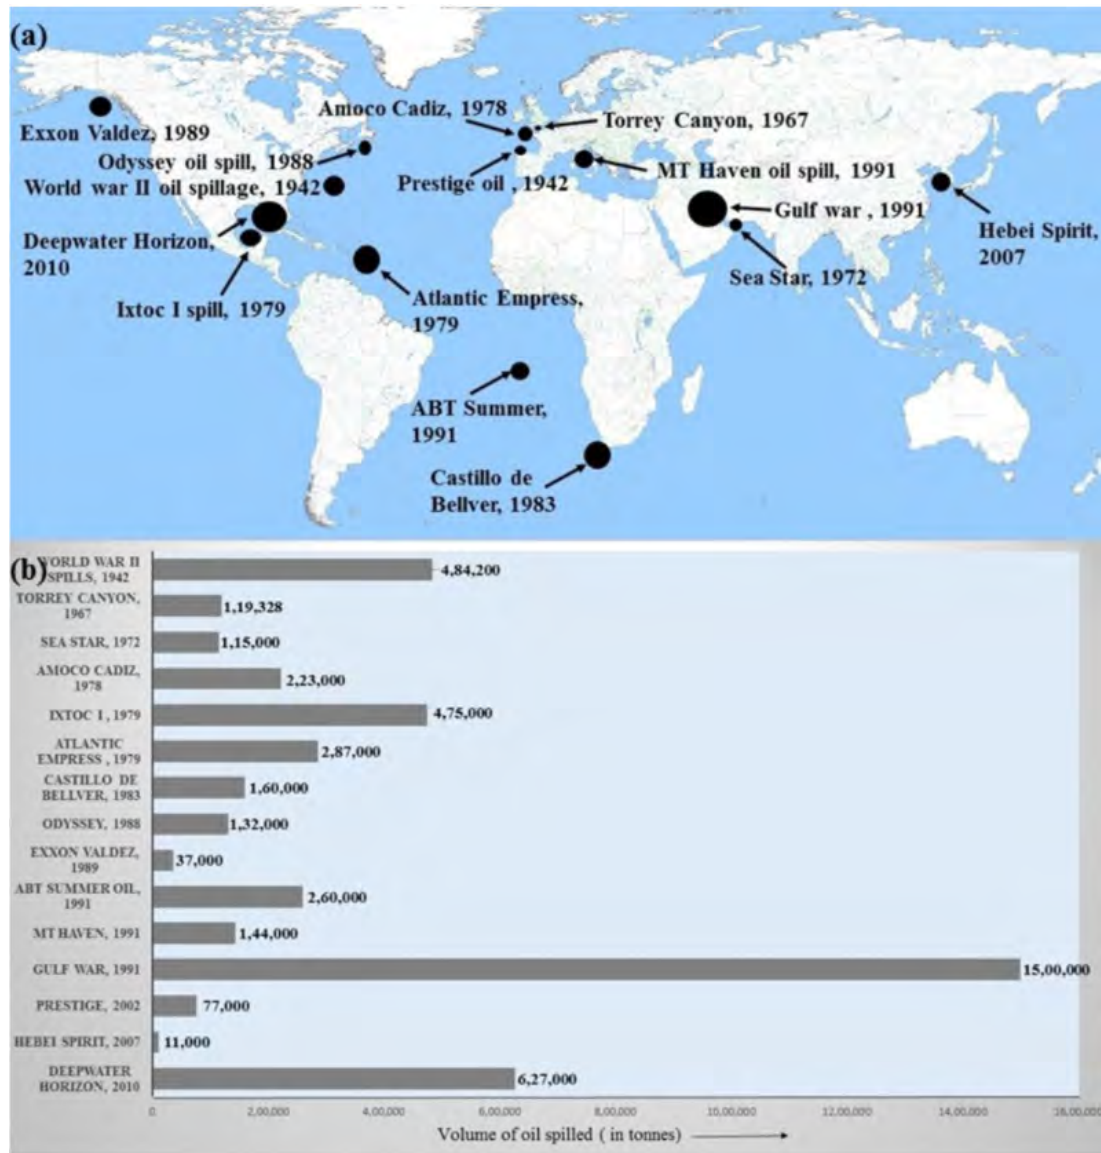 (a)
Exxon Valdez, 1989
Odyssey oil spill, 1988
World war II oil spillage, 1942
Deepwater Horizon,
2010
Ixtoc I spill, 1979
Amoco Cadiz, 1978
Torrey Canyon, 1967
Prestige oil , 1942
MT Haven oil spill, 1991
Gulf war , 1991
Sea Star, 1972
Hebei Spirit,
2007
Atlantic Empress,
1979
ABT Summer,
1991
Castillo de
Bellver, 1983
(b)
WORLD WAR II
SPILLS, 1942
4,84,200
TORREY CANYON,
1967
1,19,328
SEA STAR, 1972
1,15,000
AMOCO CADIZ,
1978
2,23,000
IXTOC I , 1979
4,75,000
ATLANTIC
EMPRESS , 1979
2,87,000
CASTILLO DE
BELLVER, 1983
1,60,000
ODYSSEY, 1988
1,32,000
EXXON VALDEZ,
1989
37,000
ABT SUMMER OIL,
1991
2,60,000
MT HAVEN, 1991
1,44,000
GULF WAR, 1991
15,00,000
PRESTIGE, 2002
77,000
HEBEI SPIRIT, 2007
11,000
DEEPWATER
HORIZON, 2010
6,27,000
0 2,00,000 4,00,000 6,00,000 8,00,000 10,00,000 12,00,000 14,00,000 16,00,000
Volume of oil spilled ( in tonnes)